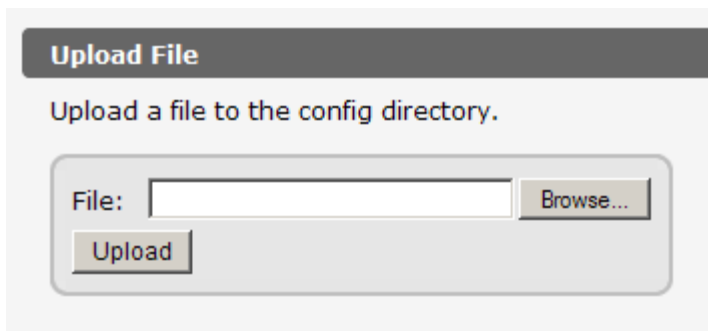 Upload File
Upload a file to the config directory.
File: Browse...
Upload